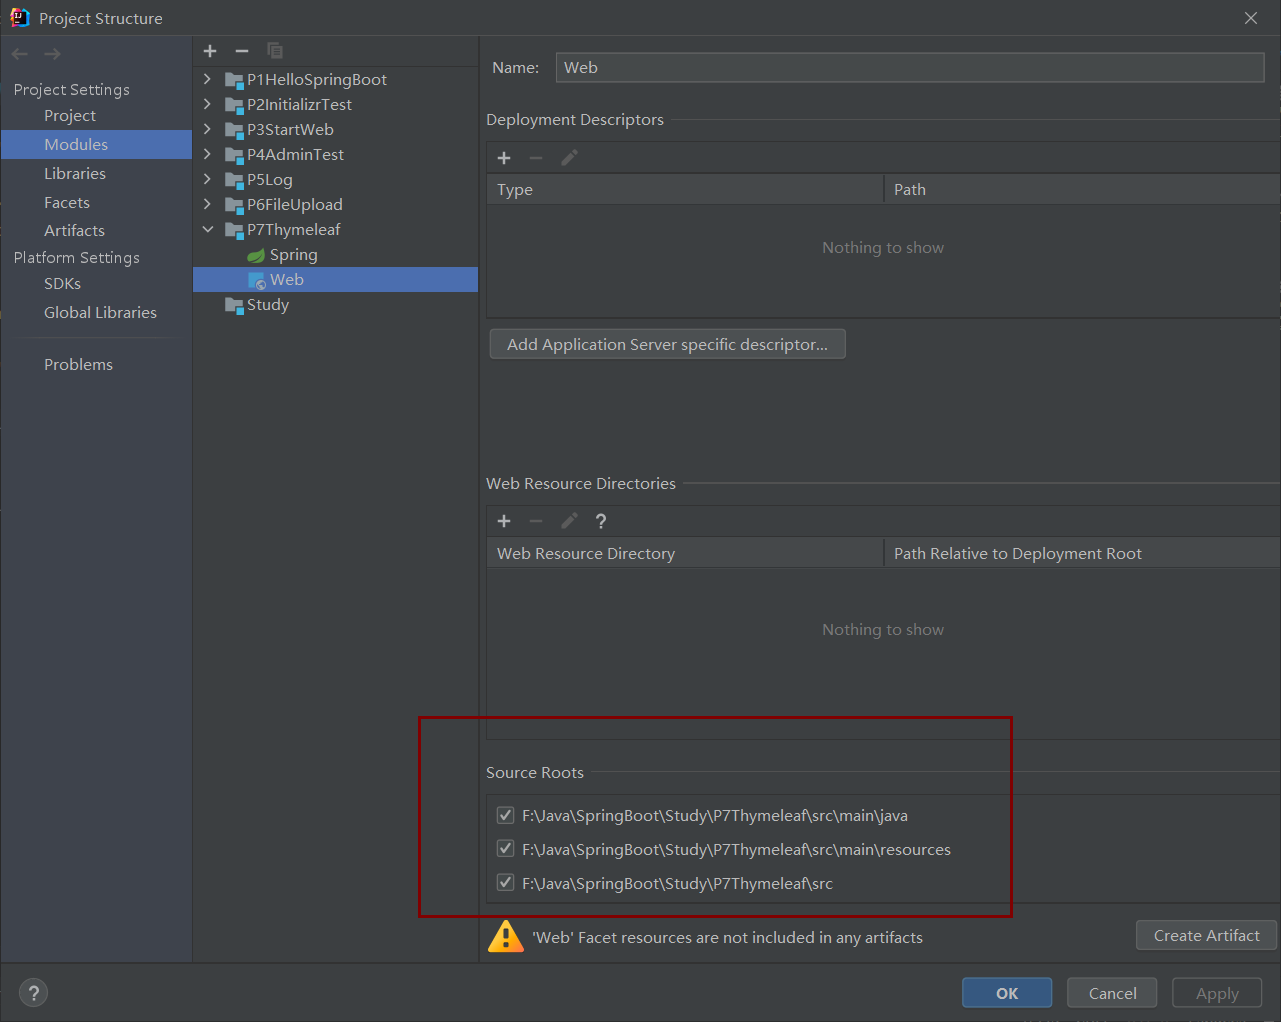 Project Structure
Project Settings
Project
Modules
Libraries
Facets
Artifacts
Platform Settings
SDKs
Global Libraries
Problems
P1HelloSpringBoot
P2InitializrTest
P3StartWeb
P4AdminTest
P5Log
P6FileUpload
P7Thymeleaf
Spring
Web
Study
Name: Web
Deployment Descriptors
Type Path
Nothing to show
Add Application Server specific descriptor...
Web Resource Directories
?
Web Resource Directory Path Relative to Deployment Root
Nothing to show
Source Roots
F:\Java\SpringBoot\Study\P7Thymeleaf\src\main\java
F:\Java\SpringBoot\Study\P7Thymeleaf\src\main\resources
F:\Java\SpringBoot\Study\P7Thymeleaf\src
'Web' Facet resources are not included in any artifacts
Create Artifact
?
OK Cancel Apply